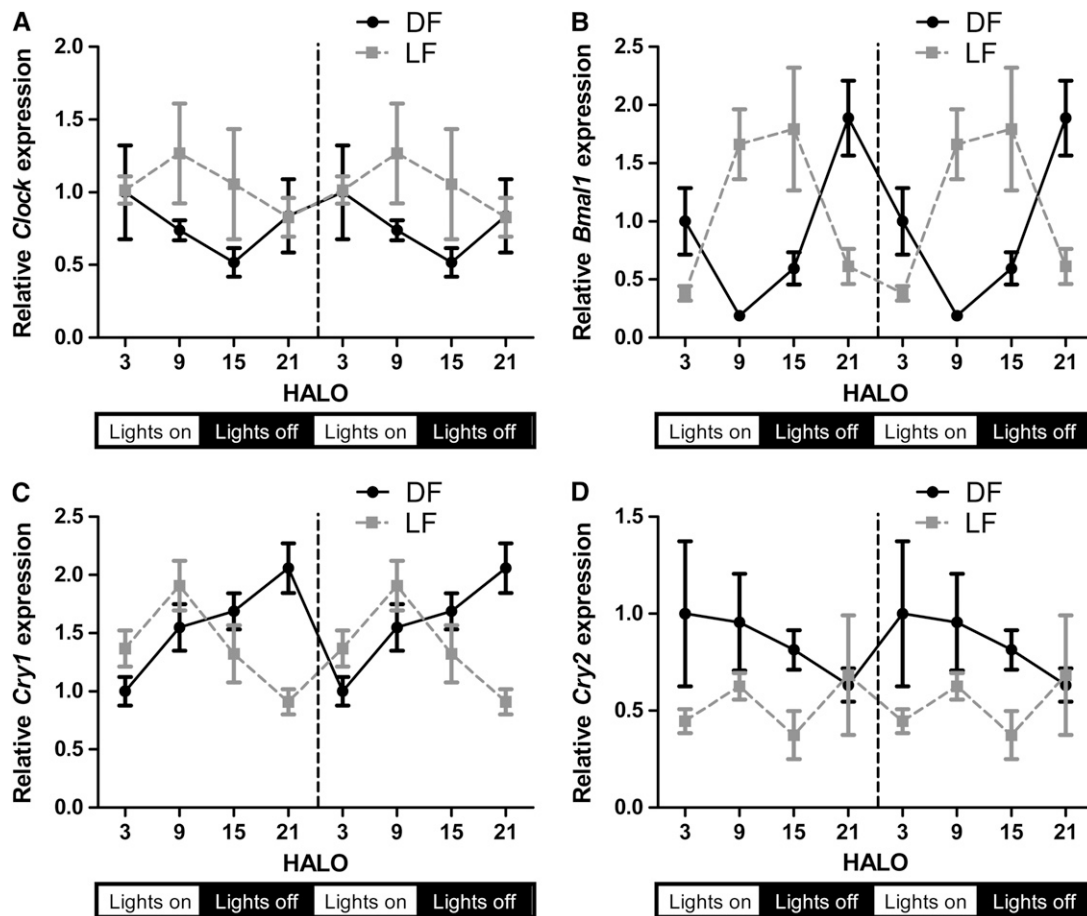 A
DF
LF
Relative Clock expression
2.0
1.5
1.0
0.5
0.0
3 9 15 21 3 9 15 21
HALO
Lights on Lights off Lights on Lights off
B
DF
LF
Relative Bmal1 expression
2.5
2.0
1.5
1.0
0.5
0.0
3 9 15 21 3 9 15 21
HALO
Lights on Lights off Lights on Lights off
C
DF
LF
Relative Cry1 expression
2.5
2.0
1.5
1.0
0.5
0.0
3 9 15 21 3 9 15 21
HALO
Lights on Lights off Lights on Lights off
D
DF
LF
Relative Cry2 expression
1.5
1.0
0.5
0.0
3 9 15 21 3 9 15 21
HALO
Lights on Lights off Lights on Lights off